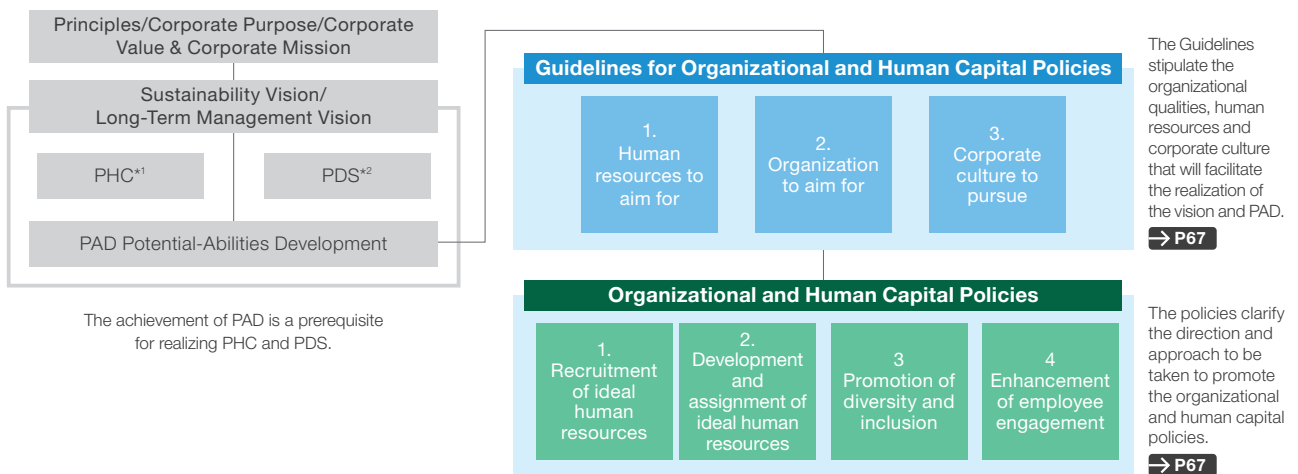 Principles/Corporate Purpose/Corporate
Value & Corporate Mission
Sustainability Vision/
Long-Term Management Vision
PHC*1
PDS*2
PAD Potential-Abilities Development
The achievement of PAD is a prerequisite
for realizing PHC and PDS.
Guidelines for Organizational and Human Capital Policies
1.
Human
resources to
aim for
2.
Organization
to aim for
3.
Corporate
culture to
pursue
The Guidelines
stipulate the
organizational
qualities, human
resources and
corporate culture
that will facilitate
the realization of
the vision and PAD.
→ P67
Organizational and Human Capital Policies
1.
Recruitment
of ideal
human
resources
2.
Development
and
assignment of
ideal human
resources
3
Promotion of
diversity and
inclusion
4
Enhancement
of employee
engagement
The policies clarify
the direction and
approach to be
taken to promote
the organizational
and human capital
policies.
→ P67